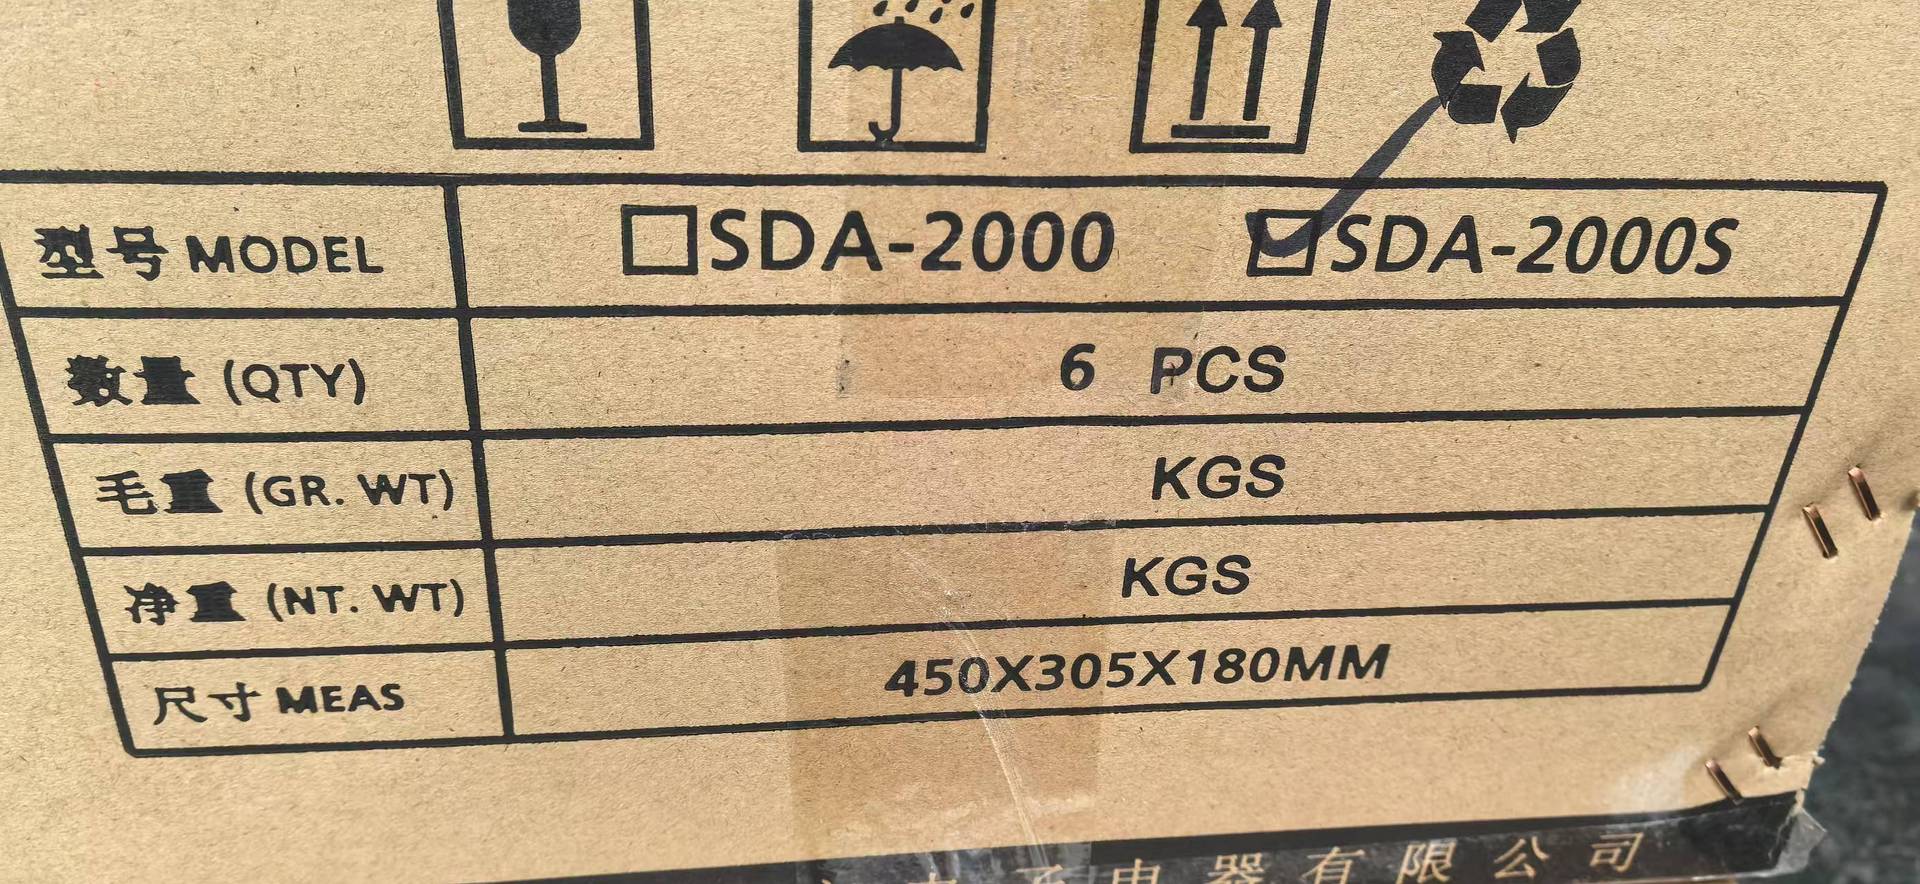 型号 MODEL □SDA-2000 ☑SDA-2000S
数量 (QTY) 6 PCS
毛重 (GR. WT) KGS
净重 (NT. WT) KGS
尺寸 MEAS 450X305X180MM
电器有限公司